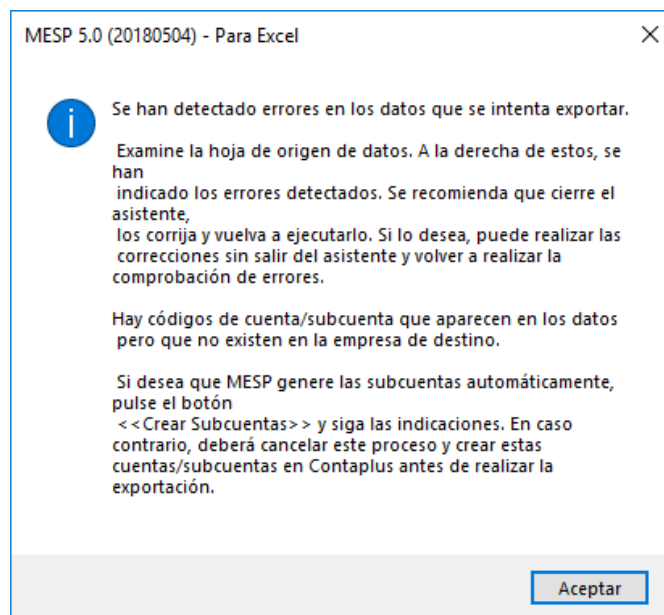 MESP 5.0 (20180504) - Para Excel
Se han detectado errores en los datos que se intenta exportar.
Examine la hoja de origen de datos. A la derecha de estos, se
han
indicado los errores detectados. Se recomienda que cierre el
asistente,
los corrija y vuelva a ejecutarlo. Si lo desea, puede realizar las
correcciones sin salir del asistente y volver a realizar la
comprobación de errores.
Hay códigos de cuenta/subcuenta que aparecen en los datos
pero que no existen en la empresa de destino.
Si desea que MESP genere las subcuentas automáticamente,
pulse el botón
<<Crear Subcuentas>> y siga las indicaciones. En caso
contrario, deberá cancelar este proceso y crear estas
cuentas/subcuentas en Contaplus antes de realizar la
exportación.
Aceptar